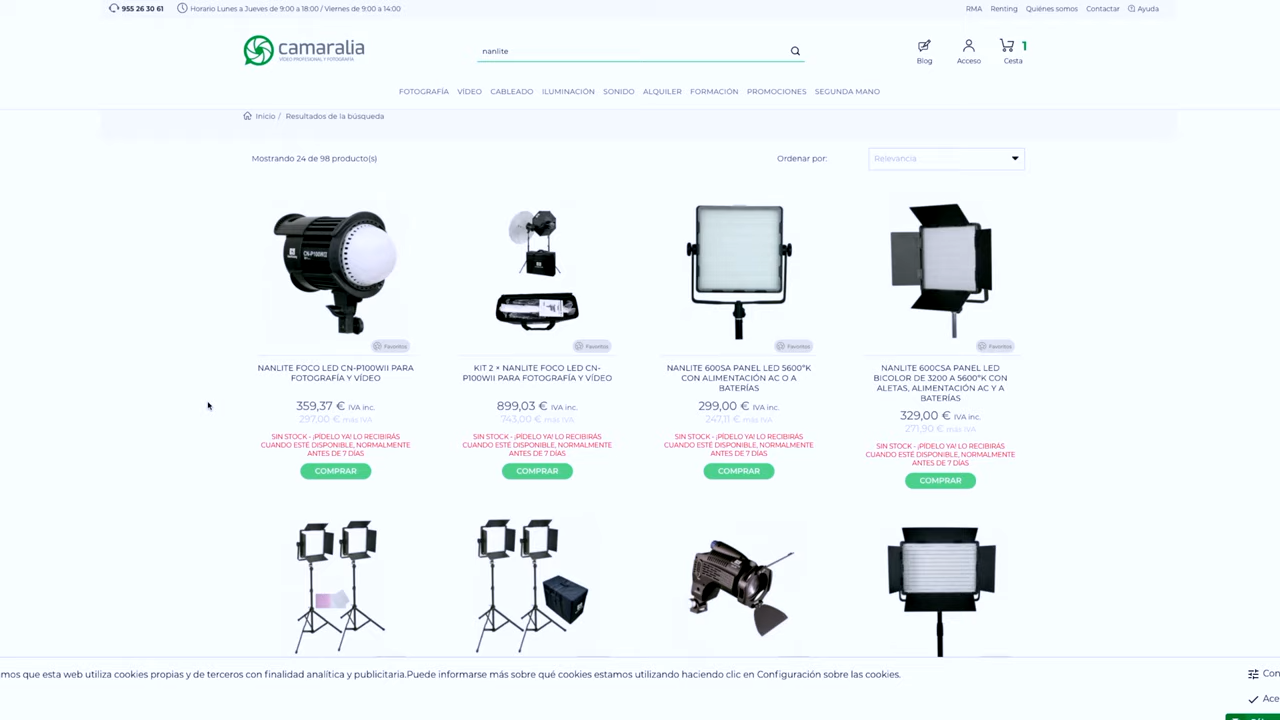 955 26 30 61 Horario Lunes a Jueves de 9:00 a 18:00 / Viernes de 9:00 a 14:00 RMA Renting Quiénes somos Contactar Ayuda
camaralia
VÍDEO PROFESIONAL Y FOTOGRAFÍA
nanlite
1
Blog Acceso Cesta
FOTOGRAFÍA VÍDEO CABLEADO ILUMINACIÓN SONIDO ALQUILER FORMACIÓN PROMOCIONES SEGUNDA MANO
Inicio / Resultados de la búsqueda
Mostrando 24 de 98 producto(s) Ordenar por: Relevancia
CN-P100WII
Favoritos Favoritos Favoritos Favoritos
NANLITE FOCO LED CN-P100WII PARA
FOTOGRAFÍA Y VÍDEO
359,37 € IVA inc.
297,00 € más IVA
SIN STOCK - ¡PÍDELO YA! LO RECIBIRÁS
CUANDO ESTÉ DISPONIBLE, NORMALMENTE
ANTES DE 7 DÍAS
COMPRAR
KIT 2 × NANLITE FOCO LED CN-
P100WII PARA FOTOGRAFÍA Y VÍDEO
899,03 € IVA inc.
743,00 € más IVA
SIN STOCK - ¡PÍDELO YA! LO RECIBIRÁS
CUANDO ESTÉ DISPONIBLE, NORMALMENTE
ANTES DE 7 DÍAS
COMPRAR
NANLITE 600SA PANEL LED 5600ºK
CON ALIMENTACIÓN AC O A
BATERÍAS
299,00 € IVA inc.
247,11 € más IVA
SIN STOCK - ¡PÍDELO YA! LO RECIBIRÁS
CUANDO ESTÉ DISPONIBLE, NORMALMENTE
ANTES DE 7 DÍAS
COMPRAR
NANLITE 600CSA PANEL LED
BICOLOR DE 3200 A 5600ºK CON
ALETAS, ALIMENTACIÓN AC Y A
BATERÍAS
329,00 € IVA inc.
271,90 € más IVA
SIN STOCK - ¡PÍDELO YA! LO RECIBIRÁS
CUANDO ESTÉ DISPONIBLE, NORMALMENTE
ANTES DE 7 DÍAS
COMPRAR
mos que esta web utiliza cookies propias y de terceros con finalidad analítica y publicitaria.Puede informarse más sobre qué cookies estamos utilizando haciendo clic en Configuración sobre las cookies. Con
Ace